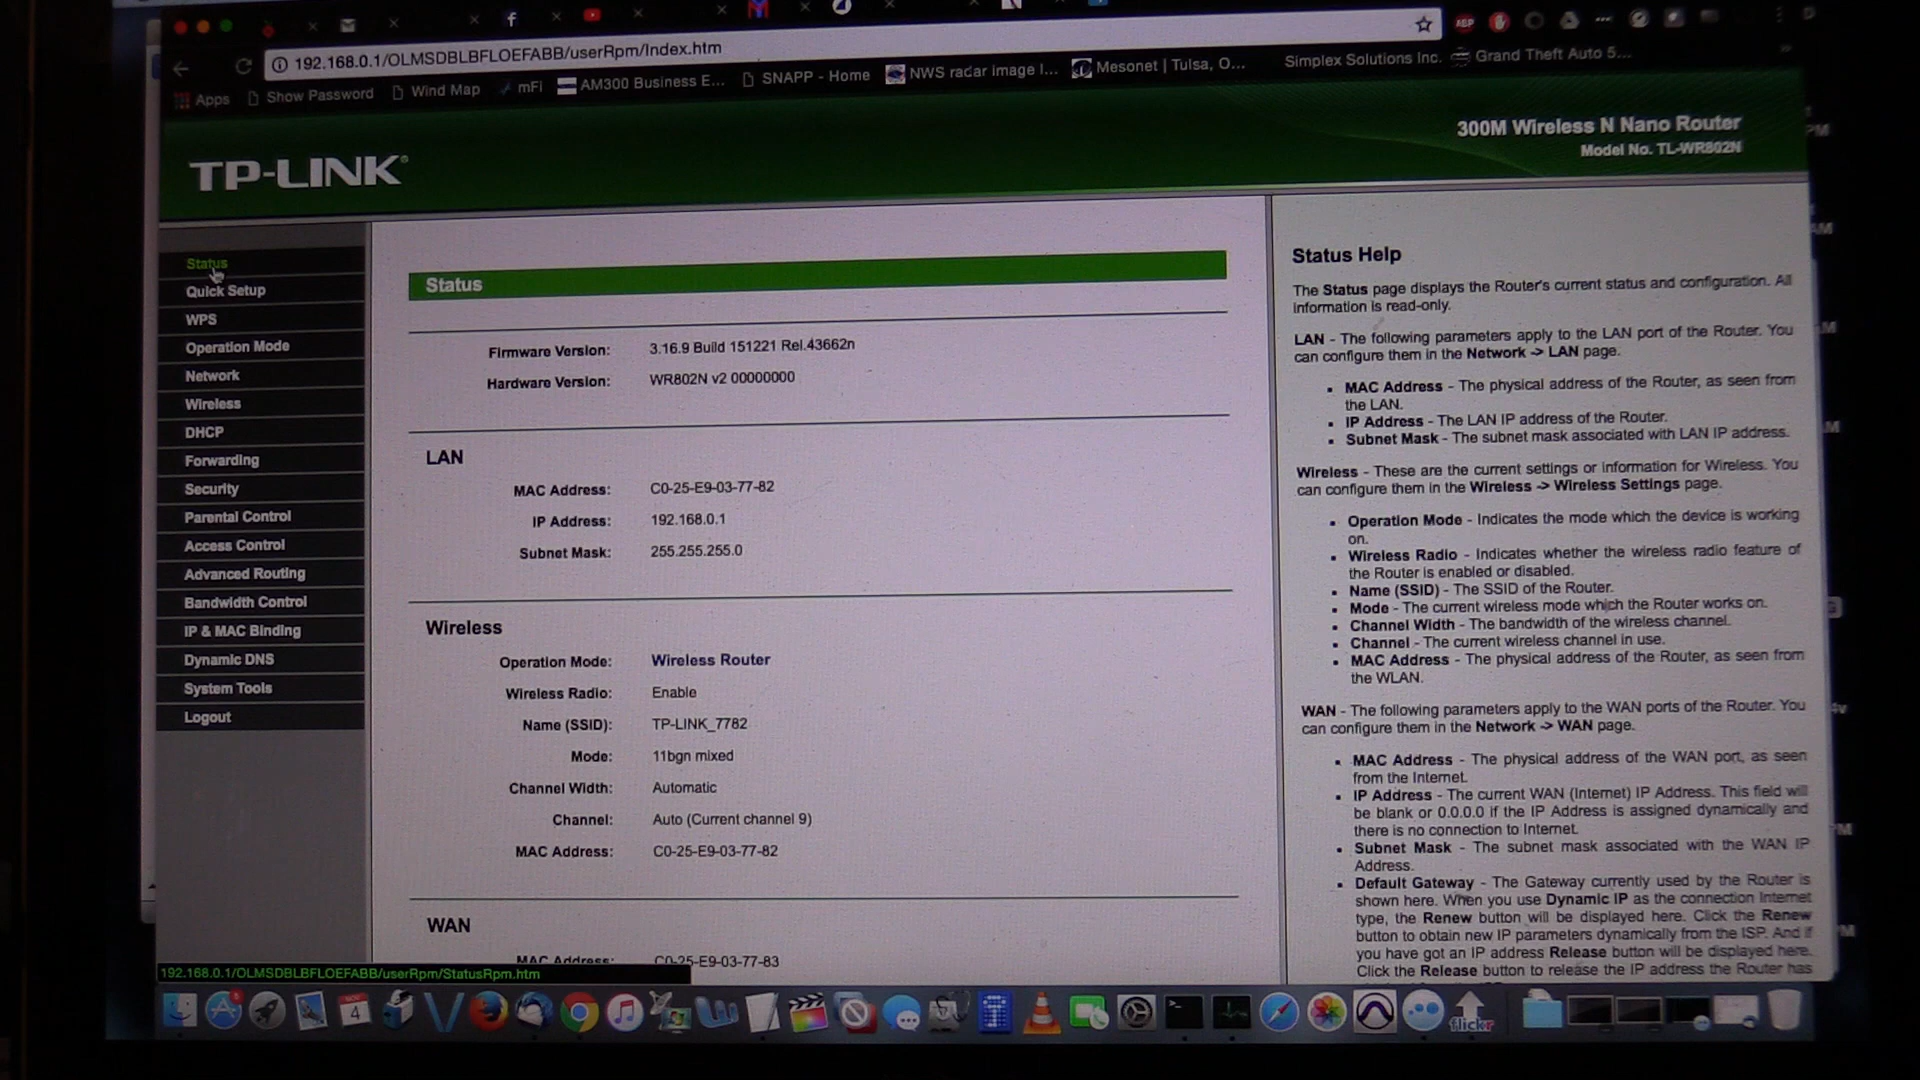 192.168.0.1/OLMSDBLBFLOEFABB/userRpm/Index.htm
ABP
Apps
Show Password
Wind Map
mFi
AM300 Business E...
SNAPP - Home
NWS radar image l...
Mesonet | Tulsa, O...
Simplex Solutions Inc.
Grand Theft Auto 5...
TP-LINK
300M Wireless N Nano Router
Model No. TL-WR802N
Status
Quick Setup
WPS
Operation Mode
Network
Wireless
DHCP
Forwarding
Security
Parental Control
Access Control
Advanced Routing
Bandwidth Control
IP & MAC Binding
Dynamic DNS
System Tools
Logout
Status
Firmware Version: 3.16.9 Build 151221 Rel.43662n
Hardware Version: WR802N v2 00000000
LAN
MAC Address: C0-25-E9-03-77-82
IP Address: 192.168.0.1
Subnet Mask: 255.255.255.0
Wireless
Operation Mode: Wireless Router
Wireless Radio: Enable
Name (SSID): TP-LINK_7782
Mode: 11bgn mixed
Channel Width: Automatic
Channel: Auto (Current channel 9)
MAC Address: C0-25-E9-03-77-82
WAN
MAC Address: C0-25-E9-03-77-83
Status Help
The Status page displays the Router's current status and configuration. All
information is read-only.
LAN - The following parameters apply to the LAN port of the Router. You
can configure them in the Network -> LAN page.
MAC Address - The physical address of the Router, as seen from
the LAN.
IP Address - The LAN IP address of the Router.
Subnet Mask - The subnet mask associated with LAN IP address.
Wireless - These are the current settings or information for Wireless. You
can configure them in the Wireless -> Wireless Settings page.
Operation Mode - Indicates the mode which the device is working
on.
Wireless Radio - Indicates whether the wireless radio feature of
the Router is enabled or disabled.
Name (SSID) - The SSID of the Router.
Mode - The current wireless mode which the Router works on.
Channel Width - The bandwidth of the wireless channel.
Channel - The current wireless channel in use.
MAC Address - The physical address of the Router, as seen from
the WLAN.
WAN - The following parameters apply to the WAN ports of the Router. You
can configure them in the Network -> WAN page.
MAC Address - The physical address of the WAN port, as seen
from the Internet.
IP Address - The current WAN (Internet) IP Address. This field will
be blank or 0.0.0.0 if the IP Address is assigned dynamically and
there is no connection to Internet.
Subnet Mask - The subnet mask associated with the WAN IP
Address.
Default Gateway - The Gateway currently used by the Router is
shown here. When you use Dynamic IP as the connection Internet
type, the Renew button will be displayed here. Click the Renew
button to obtain new IP parameters dynamically from the ISP. And if
you have got an IP address Release button will be displayed here.
Click the Release button to release the IP address the Router has
192.168.0.1/OLMSDBLBFLOEFABB/userRpm/StatusRpm.htm
NOV
4
flickr